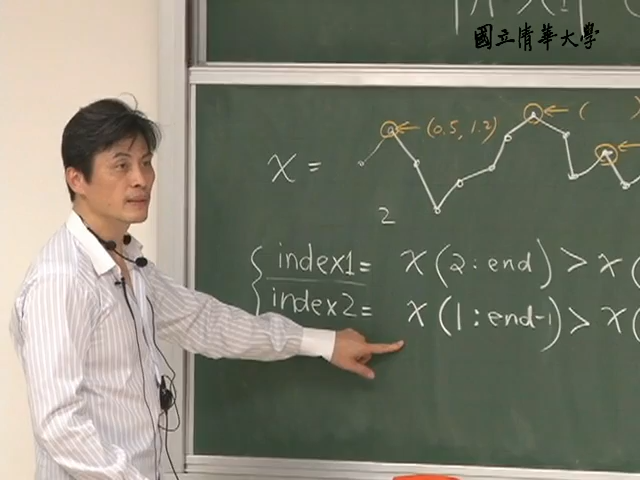 國立清華大學
(0.5, 1.2)
(
x =
2
index1 = x(2:end) > x(
index2 = x(1:end-1) > x(